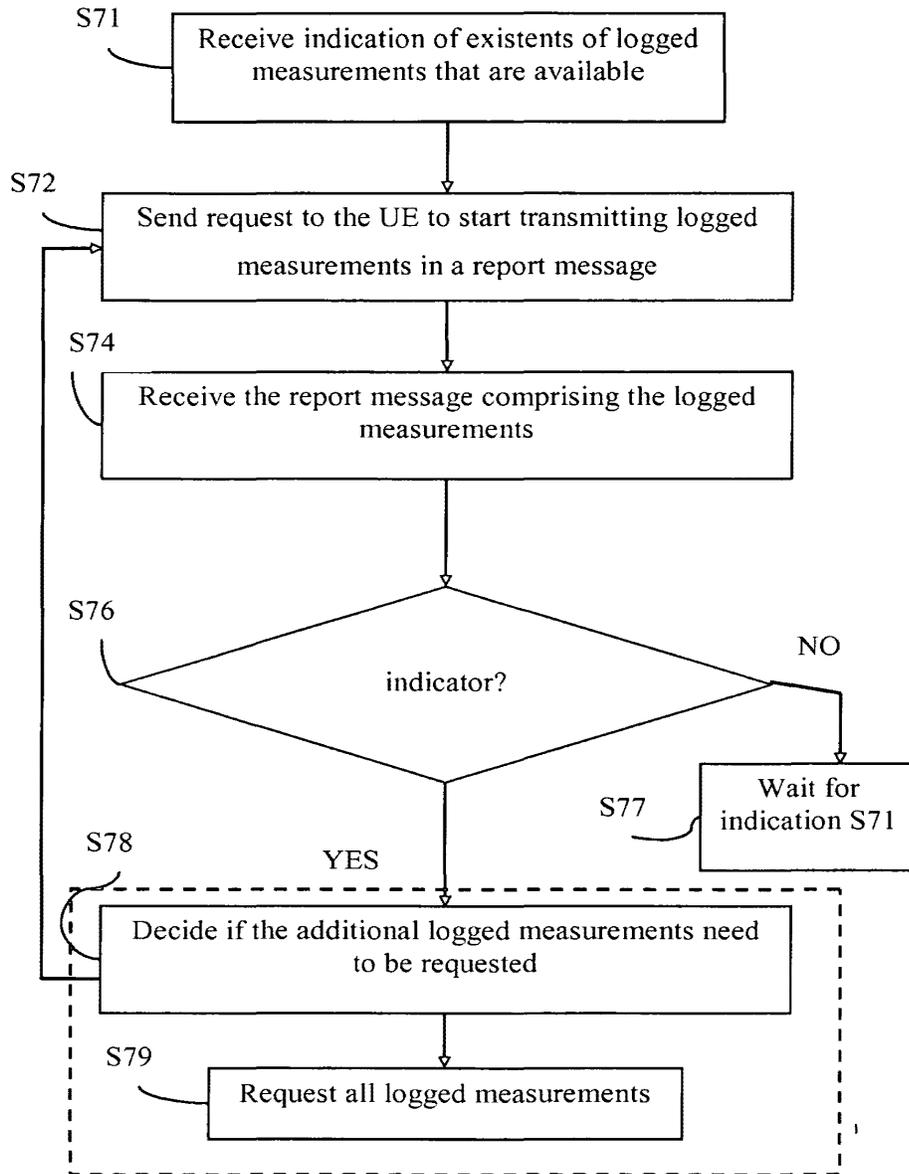 S71
Receive indication of existents of logged
measurements that are available
S72
Send request to the UE to start transmitting logged
measurements in a report message
S74
Receive the report message comprising the logged
measurements
S76
indicator?
NO
S77
Wait for
indication S71
S78
YES
Decide if the additional logged measurements need
to be requested
S79
Request all logged measurements